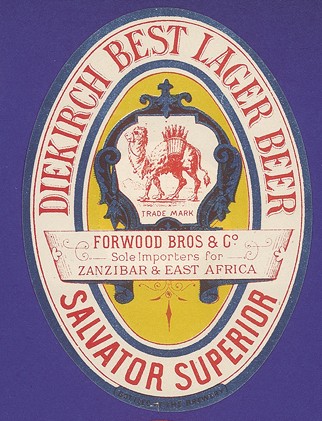 DIEKIRCH BEST LAGER BEER
TRADE MARK
FORWOOD BROS & Cº
Sole Importers for
ZANZIBAR & EAST AFRICA
SALVATOR SUPERIOR